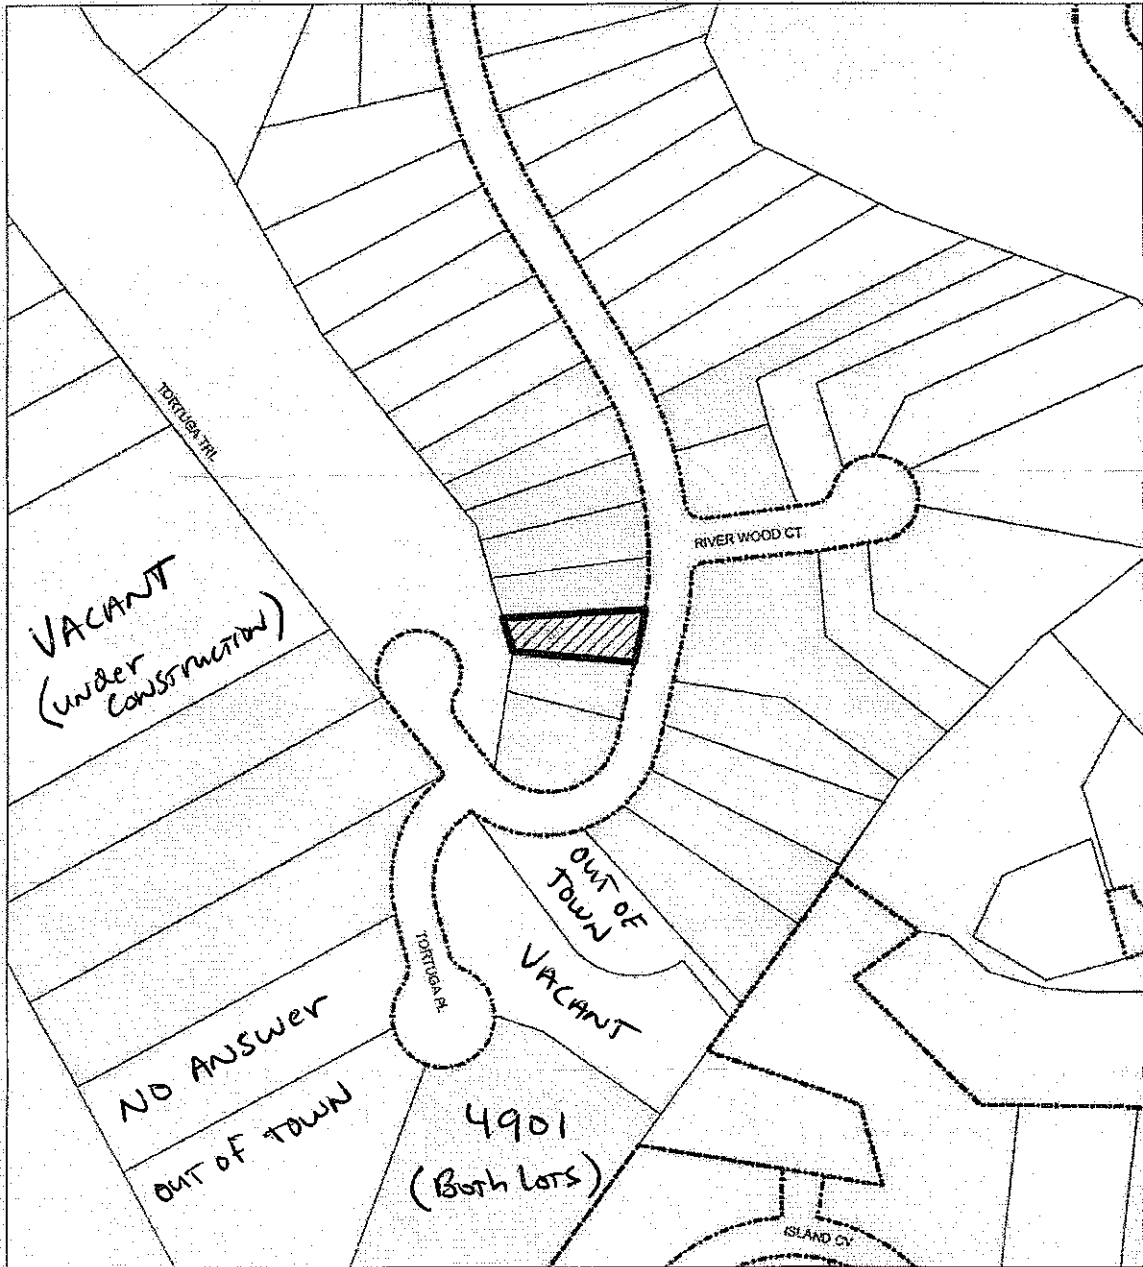 TORTUGA TRL
RIVER WOOD CT
VACANT
(under
construction)
OUT OF
TOWN
VACANT
TORTUGA PL
NO ANSWER
OUT OF TOWN
4901
(Both Lots)
ISLAND CV